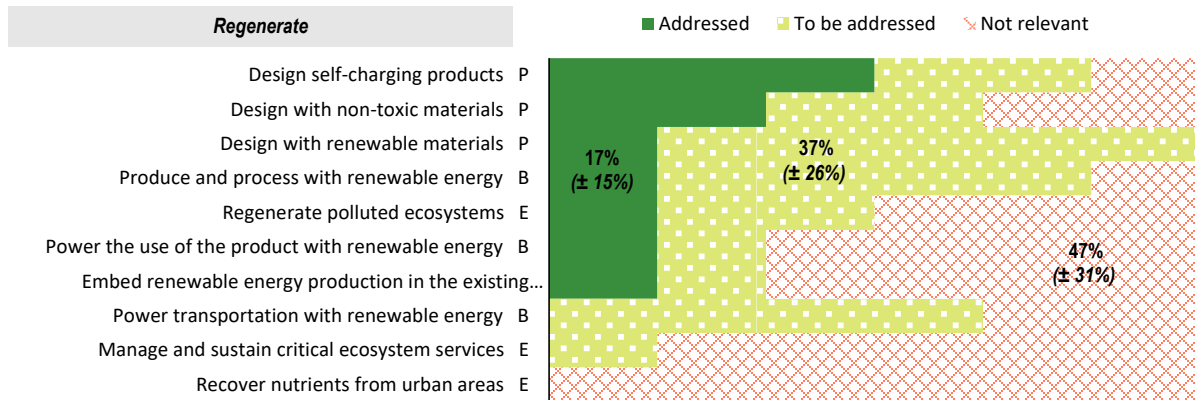 Regenerate
Addressed To be addressed Not relevant
Design self-charging products P
Design with non-toxic materials P
Design with renewable materials P
Produce and process with renewable energy B
Regenerate polluted ecosystems E
Power the use of the product with renewable energy B
Embed renewable energy production in the existing...
Power transportation with renewable energy B
Manage and sustain critical ecosystem services E
Recover nutrients from urban areas E
17%
(± 15%)
37%
(± 26%)
47%
(± 31%)